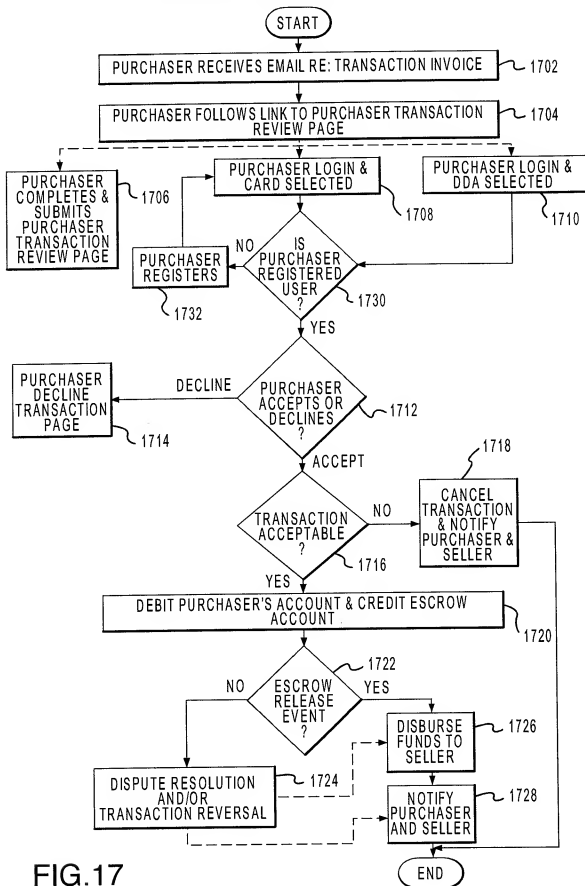 START
PURCHASER RECEIVES EMAIL RE: TRANSACTION INVOICE
1702
PURCHASER FOLLOWS LINK TO PURCHASER TRANSACTION
REVIEW PAGE
1704
PURCHASER
COMPLETES &
SUBMITS
PURCHASER
TRANSACTION
REVIEW PAGE
1706
PURCHASER LOGIN &
CARD SELECTED
1708
PURCHASER LOGIN &
DDA SELECTED
1710
PURCHASER
REGISTERS
1732
NO
IS
PURCHASER
REGISTERED
USER
?
1730
YES
PURCHASER
DECLINE
TRANSACTION
PAGE
1714
DECLINE
PURCHASER
ACCEPTS OR
DECLINES
?
1712
ACCEPT
TRANSACTION
ACCEPTABLE
?
1716
NO
1718
CANCEL
TRANSACTION
& NOTIFY
PURCHASER &
SELLER
YES
DEBIT PURCHASER'S ACCOUNT & CREDIT ESCROW
ACCOUNT
1720
NO
ESCROW
RELEASE
EVENT
?
1722
YES
DISBURSE
FUNDS TO
SELLER
1726
DISPUTE RESOLUTION
AND/OR
TRANSACTION REVERSAL
1724
NOTIFY
PURCHASER
AND SELLER
1728
END
FIG.17